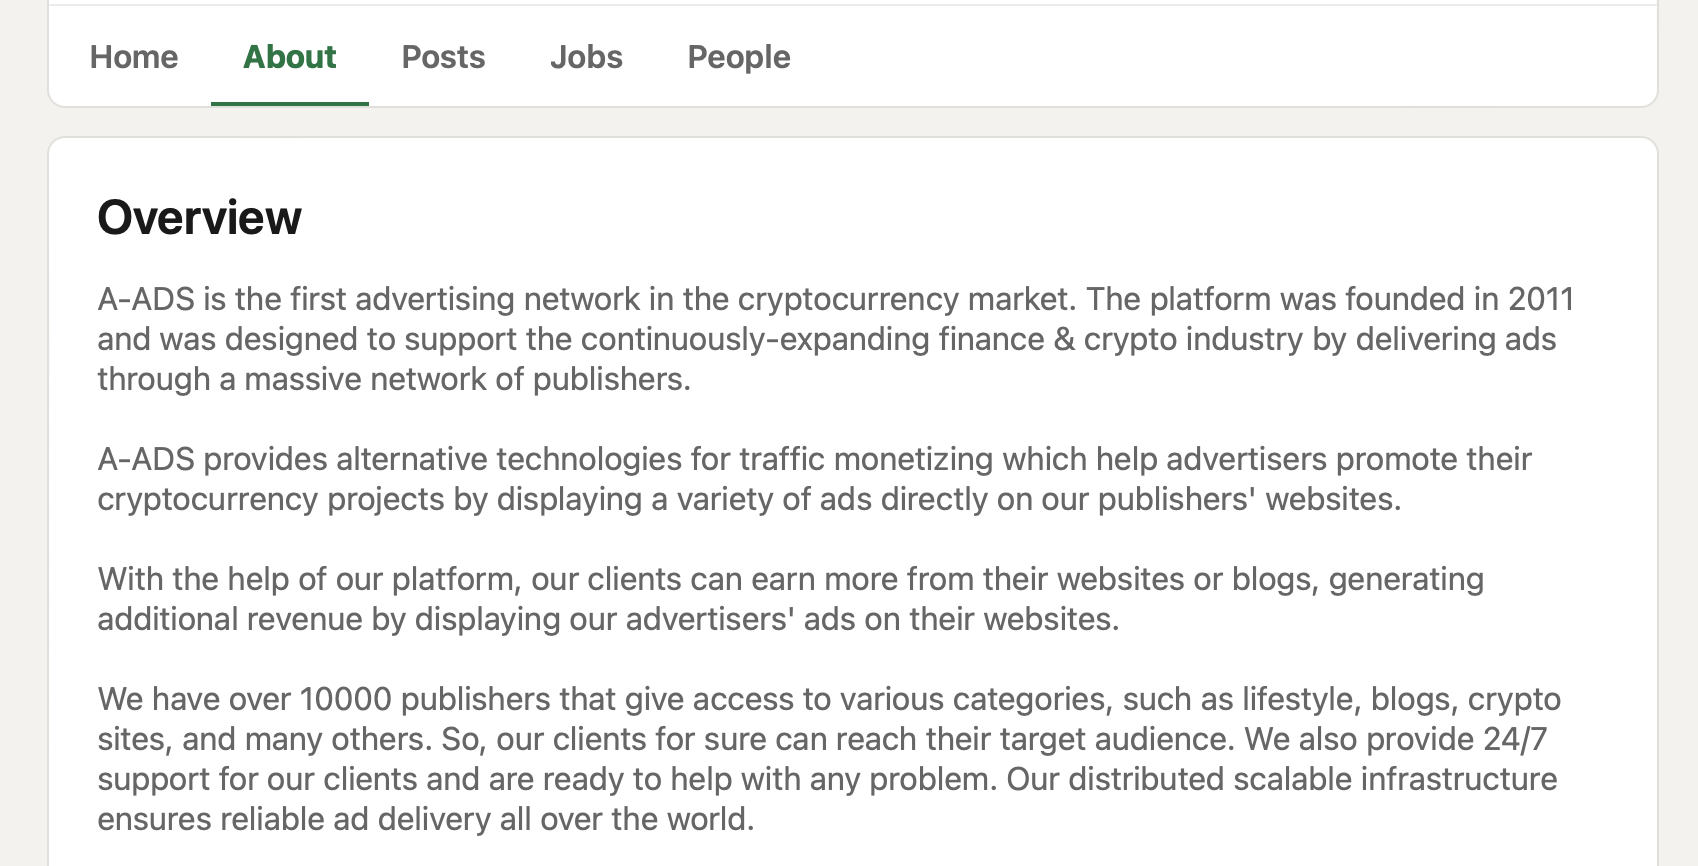 Home About Posts Jobs People
Overview
A-ADS is the first advertising network in the cryptocurrency market. The platform was founded in 2011
and was designed to support the continuously-expanding finance & crypto industry by delivering ads
through a massive network of publishers.
A-ADS provides alternative technologies for traffic monetizing which help advertisers promote their
cryptocurrency projects by displaying a variety of ads directly on our publishers' websites.
With the help of our platform, our clients can earn more from their websites or blogs, generating
additional revenue by displaying our advertisers' ads on their websites.
We have over 10000 publishers that give access to various categories, such as lifestyle, blogs, crypto
sites, and many others. So, our clients for sure can reach their target audience. We also provide 24/7
support for our clients and are ready to help with any problem. Our distributed scalable infrastructure
ensures reliable ad delivery all over the world.